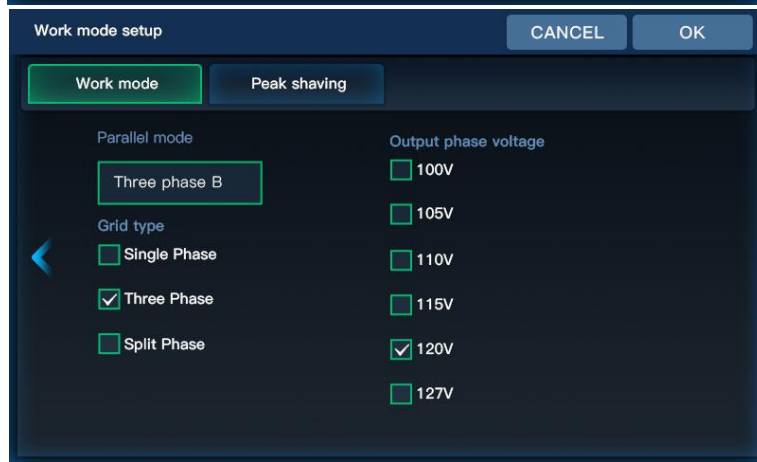 Work mode setup
CANCEL
OK
Work mode
Peak shaving
Parallel mode
Three phase B
Grid type
Single Phase
Three Phase
Split Phase
Output phase voltage
100V
105V
110V
115V
120V
127V